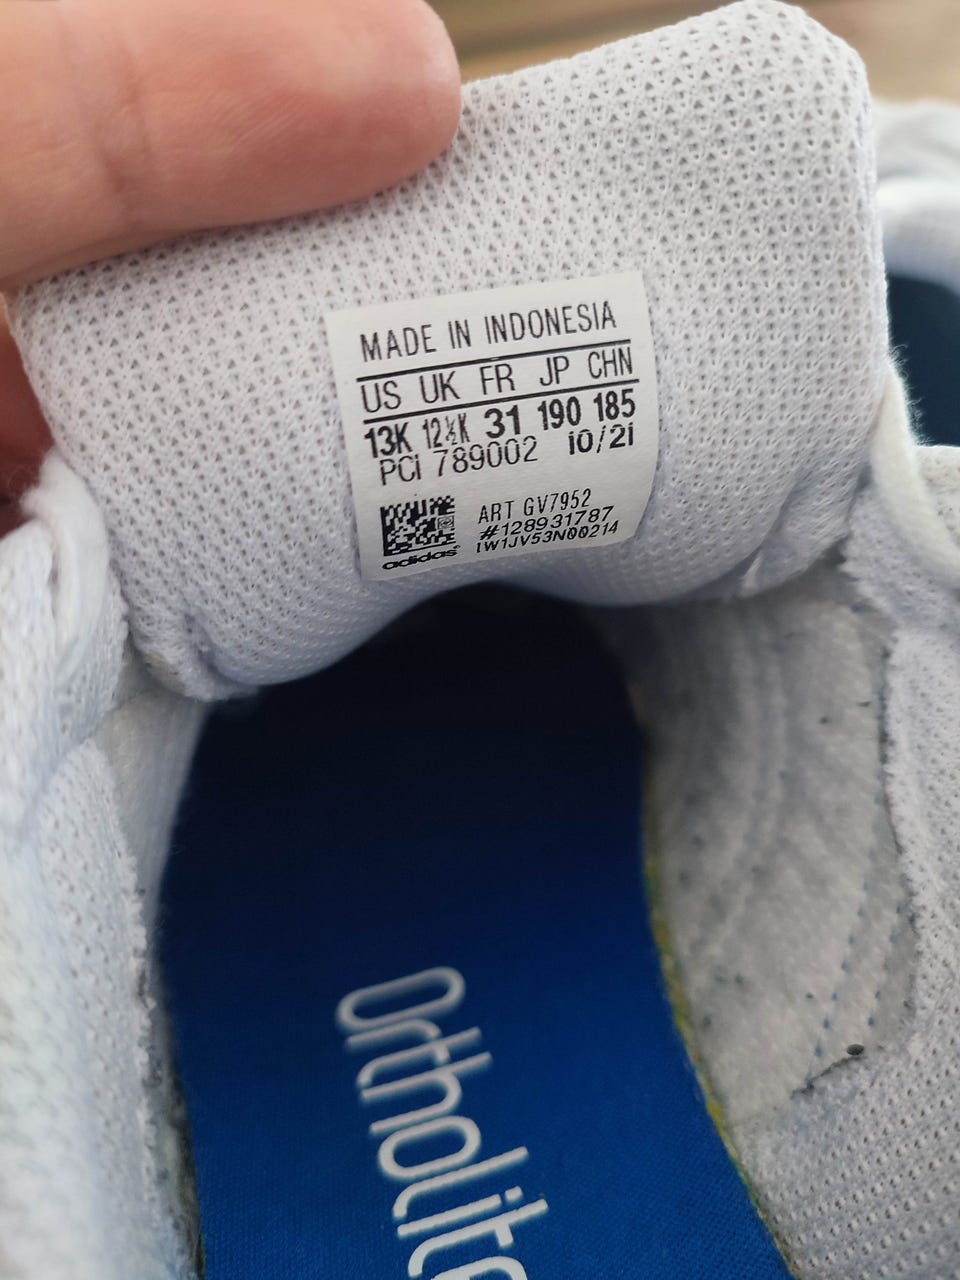 MADE IN INDONESIA
US UK FR JP CHN
13K 12½K 31 190 185
PCI 789002 10/21
ART GV7952
#128931787
IW1JV53N00214
adidas
Ortholite